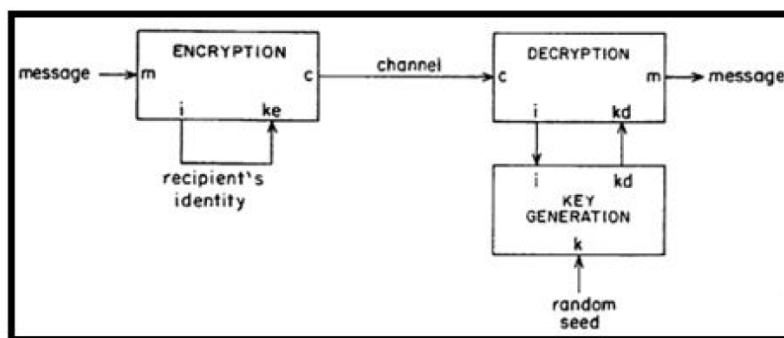 ENCRYPTION
message
m
c
i
ke
recipient's
identity
channel
DECRYPTION
c
m
message
i
kd
i
kd
KEY
GENERATION
k
random
seed